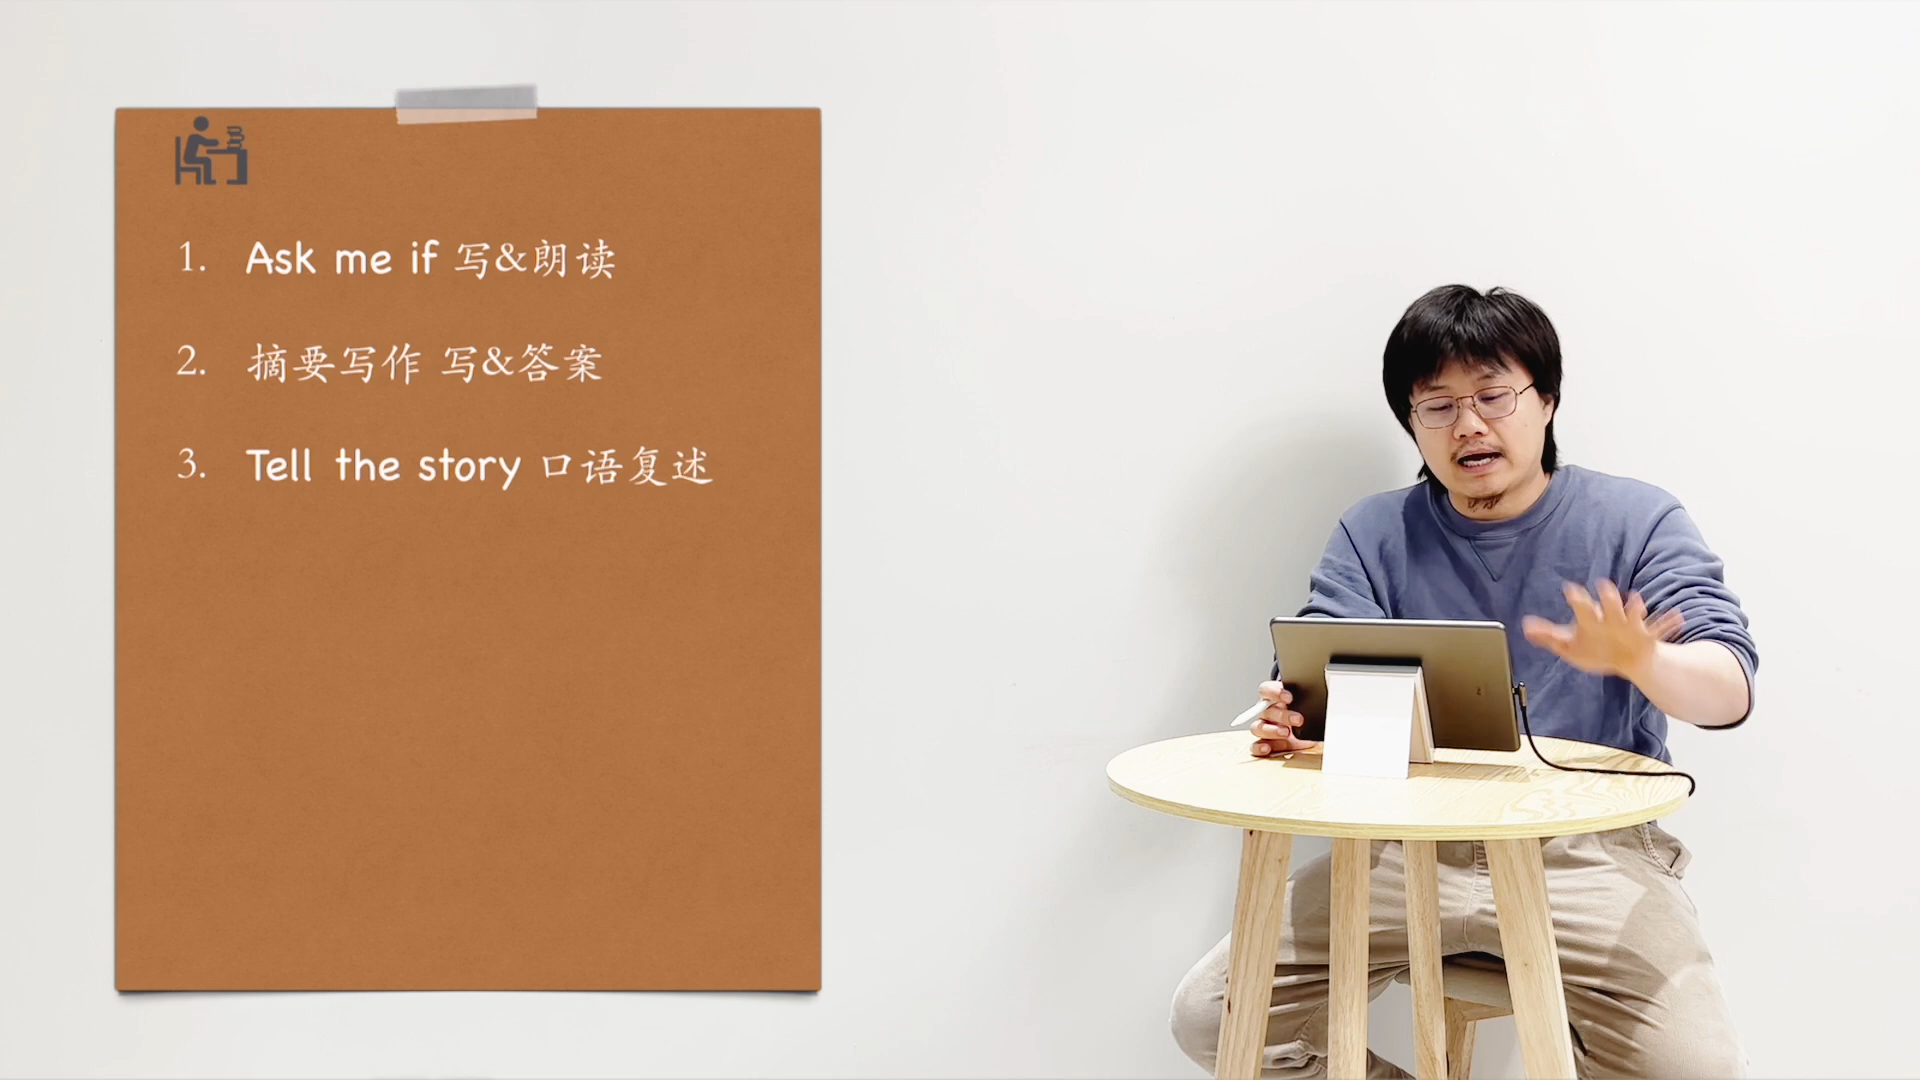 1. Ask me if 写&朗读
2. 摘要写作 写&答案
3. Tell the story 口语复述